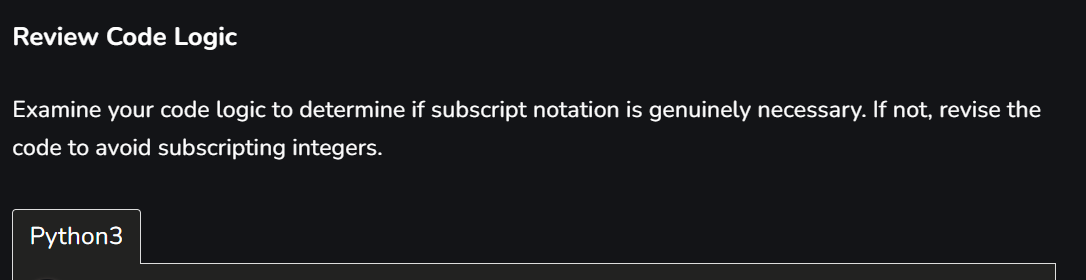 Review Code Logic
Examine your code logic to determine if subscript notation is genuinely necessary. If not, revise the
code to avoid subscripting integers.
Python3